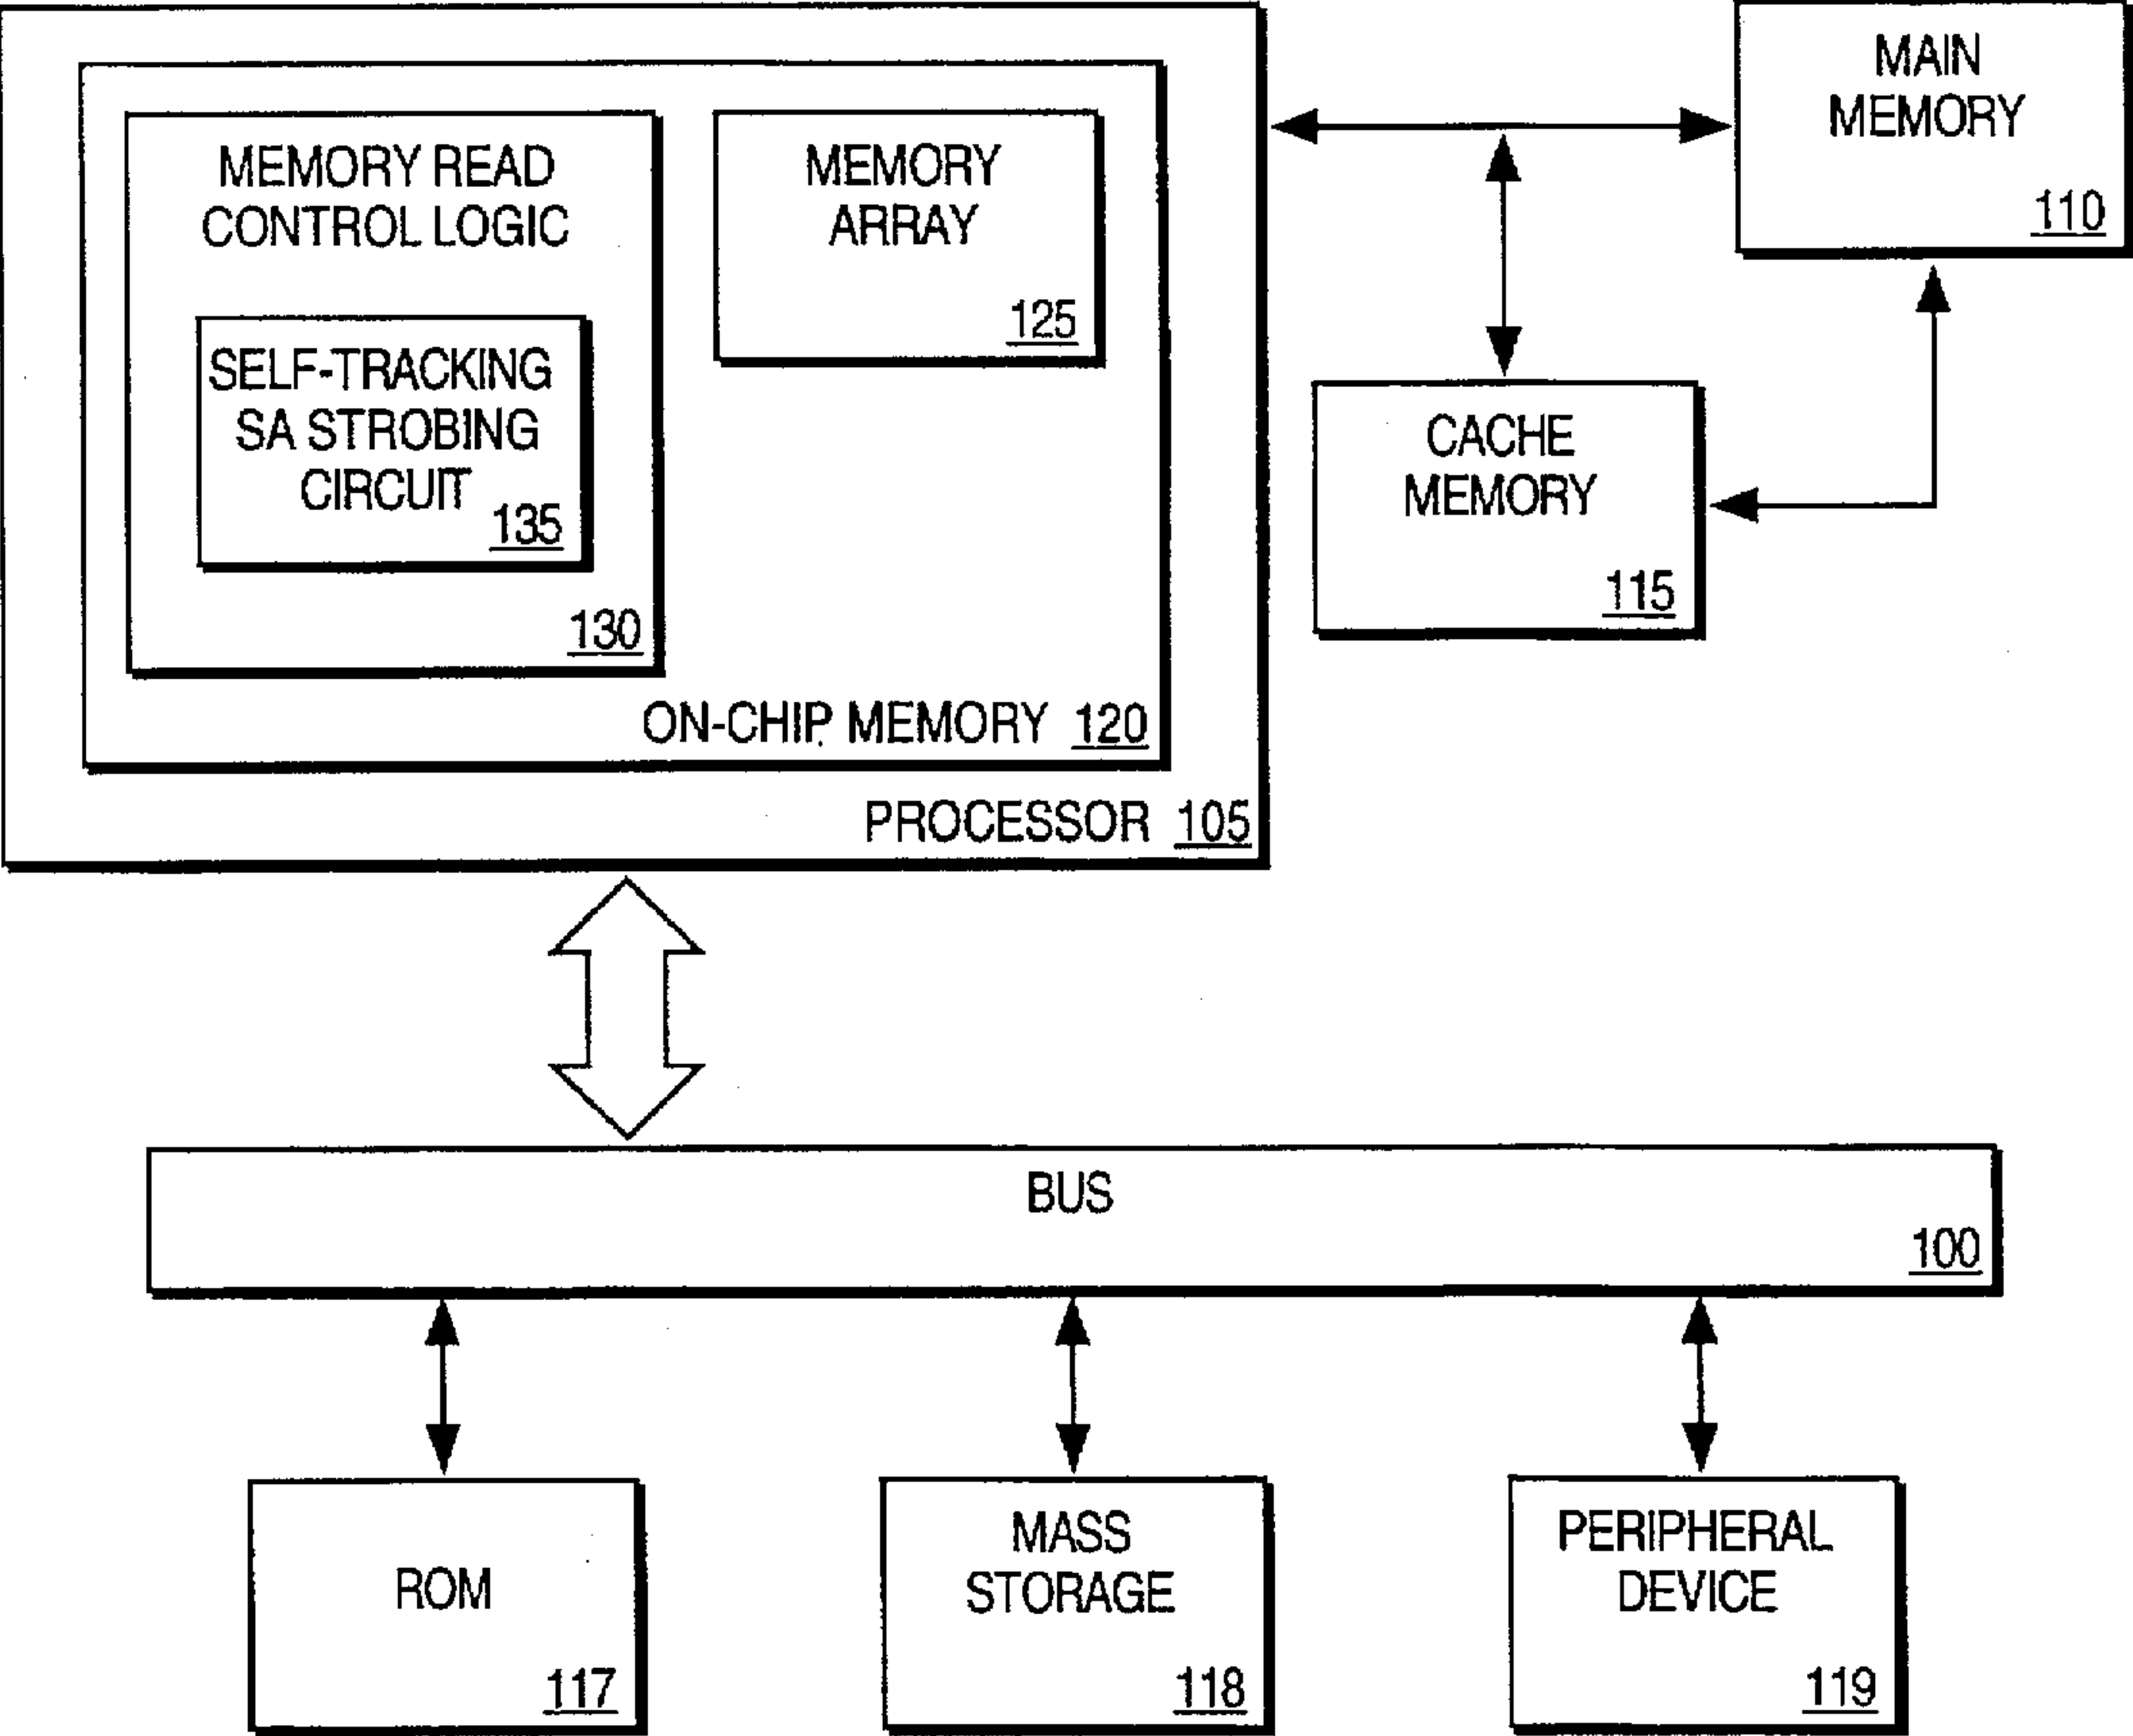 MEMORY READ
CONTROL LOGIC
SELF-TRACKING
SA STROBING
CIRCUIT
135
130
MEMORY
ARRAY
125
ON-CHIP MEMORY 120
PROCESSOR 105
MAIN
MEMORY
110
CACHE
MEMORY
115
BUS
100
ROM
117
MASS
STORAGE
118
PERIPHERAL
DEVICE
119